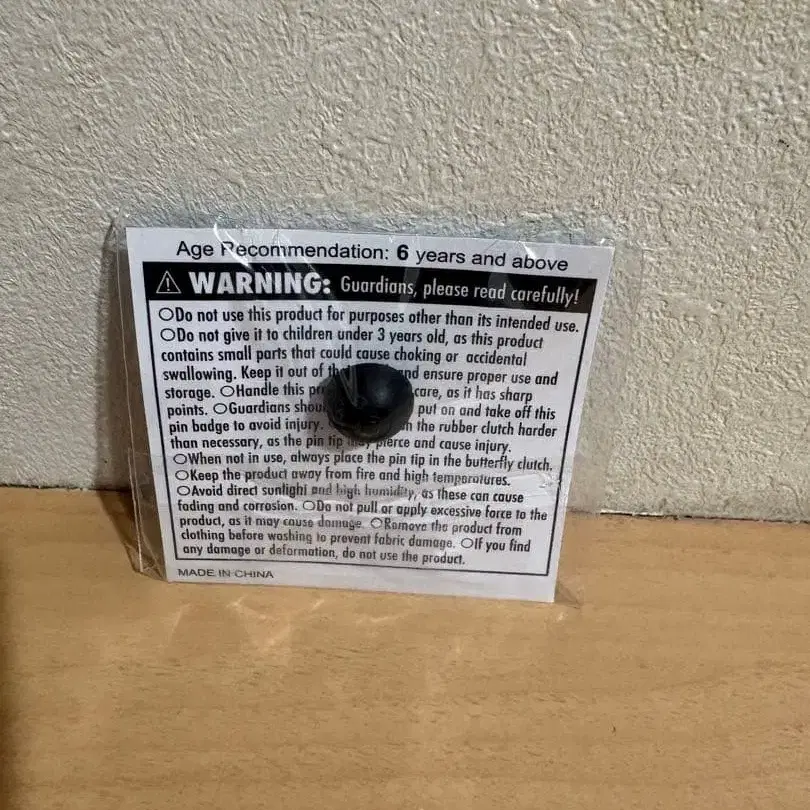 Age Recommendation: 6 years and above
⚠ WARNING: Guardians, please read carefully!
○Do not use this product for purposes other than its intended use.
○Do not give it to children under 3 years old, as this product
contains small parts that could cause choking or accidental
swallowing. Keep it out of and ensure proper use and
storage. ○Handle this care, as it has sharp
points. ○Guardians put on and take off this
pin badge to avoid injury. the rubber clutch harder
than necessary, as the pin tip may pierce and cause injury.
○When not in use, always place the pin tip in the butterfly clutch.
○Keep the product away from fire and high temperatures.
○Avoid direct sunlight and high humidity, as these can cause
fading and corrosion. ○Do not pull or apply excessive force to the
product, as it may cause damage. ○Remove the product from
clothing before washing to prevent fabric damage. ○If you find
any damage or deformation, do not use the product.
MADE IN CHINA